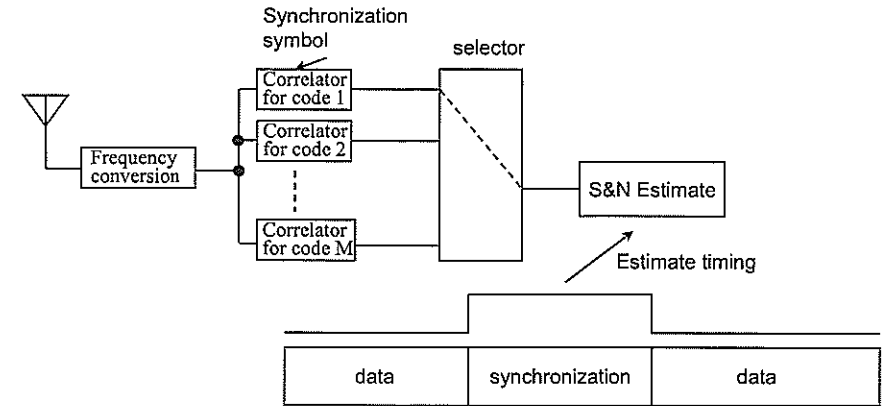 Synchronization
symbol
selector
Correlator
for code 1
Correlator
for code 2
Frequency
conversion
S&N Estimate
Correlator
for code M
Estimate timing
data
synchronization
data